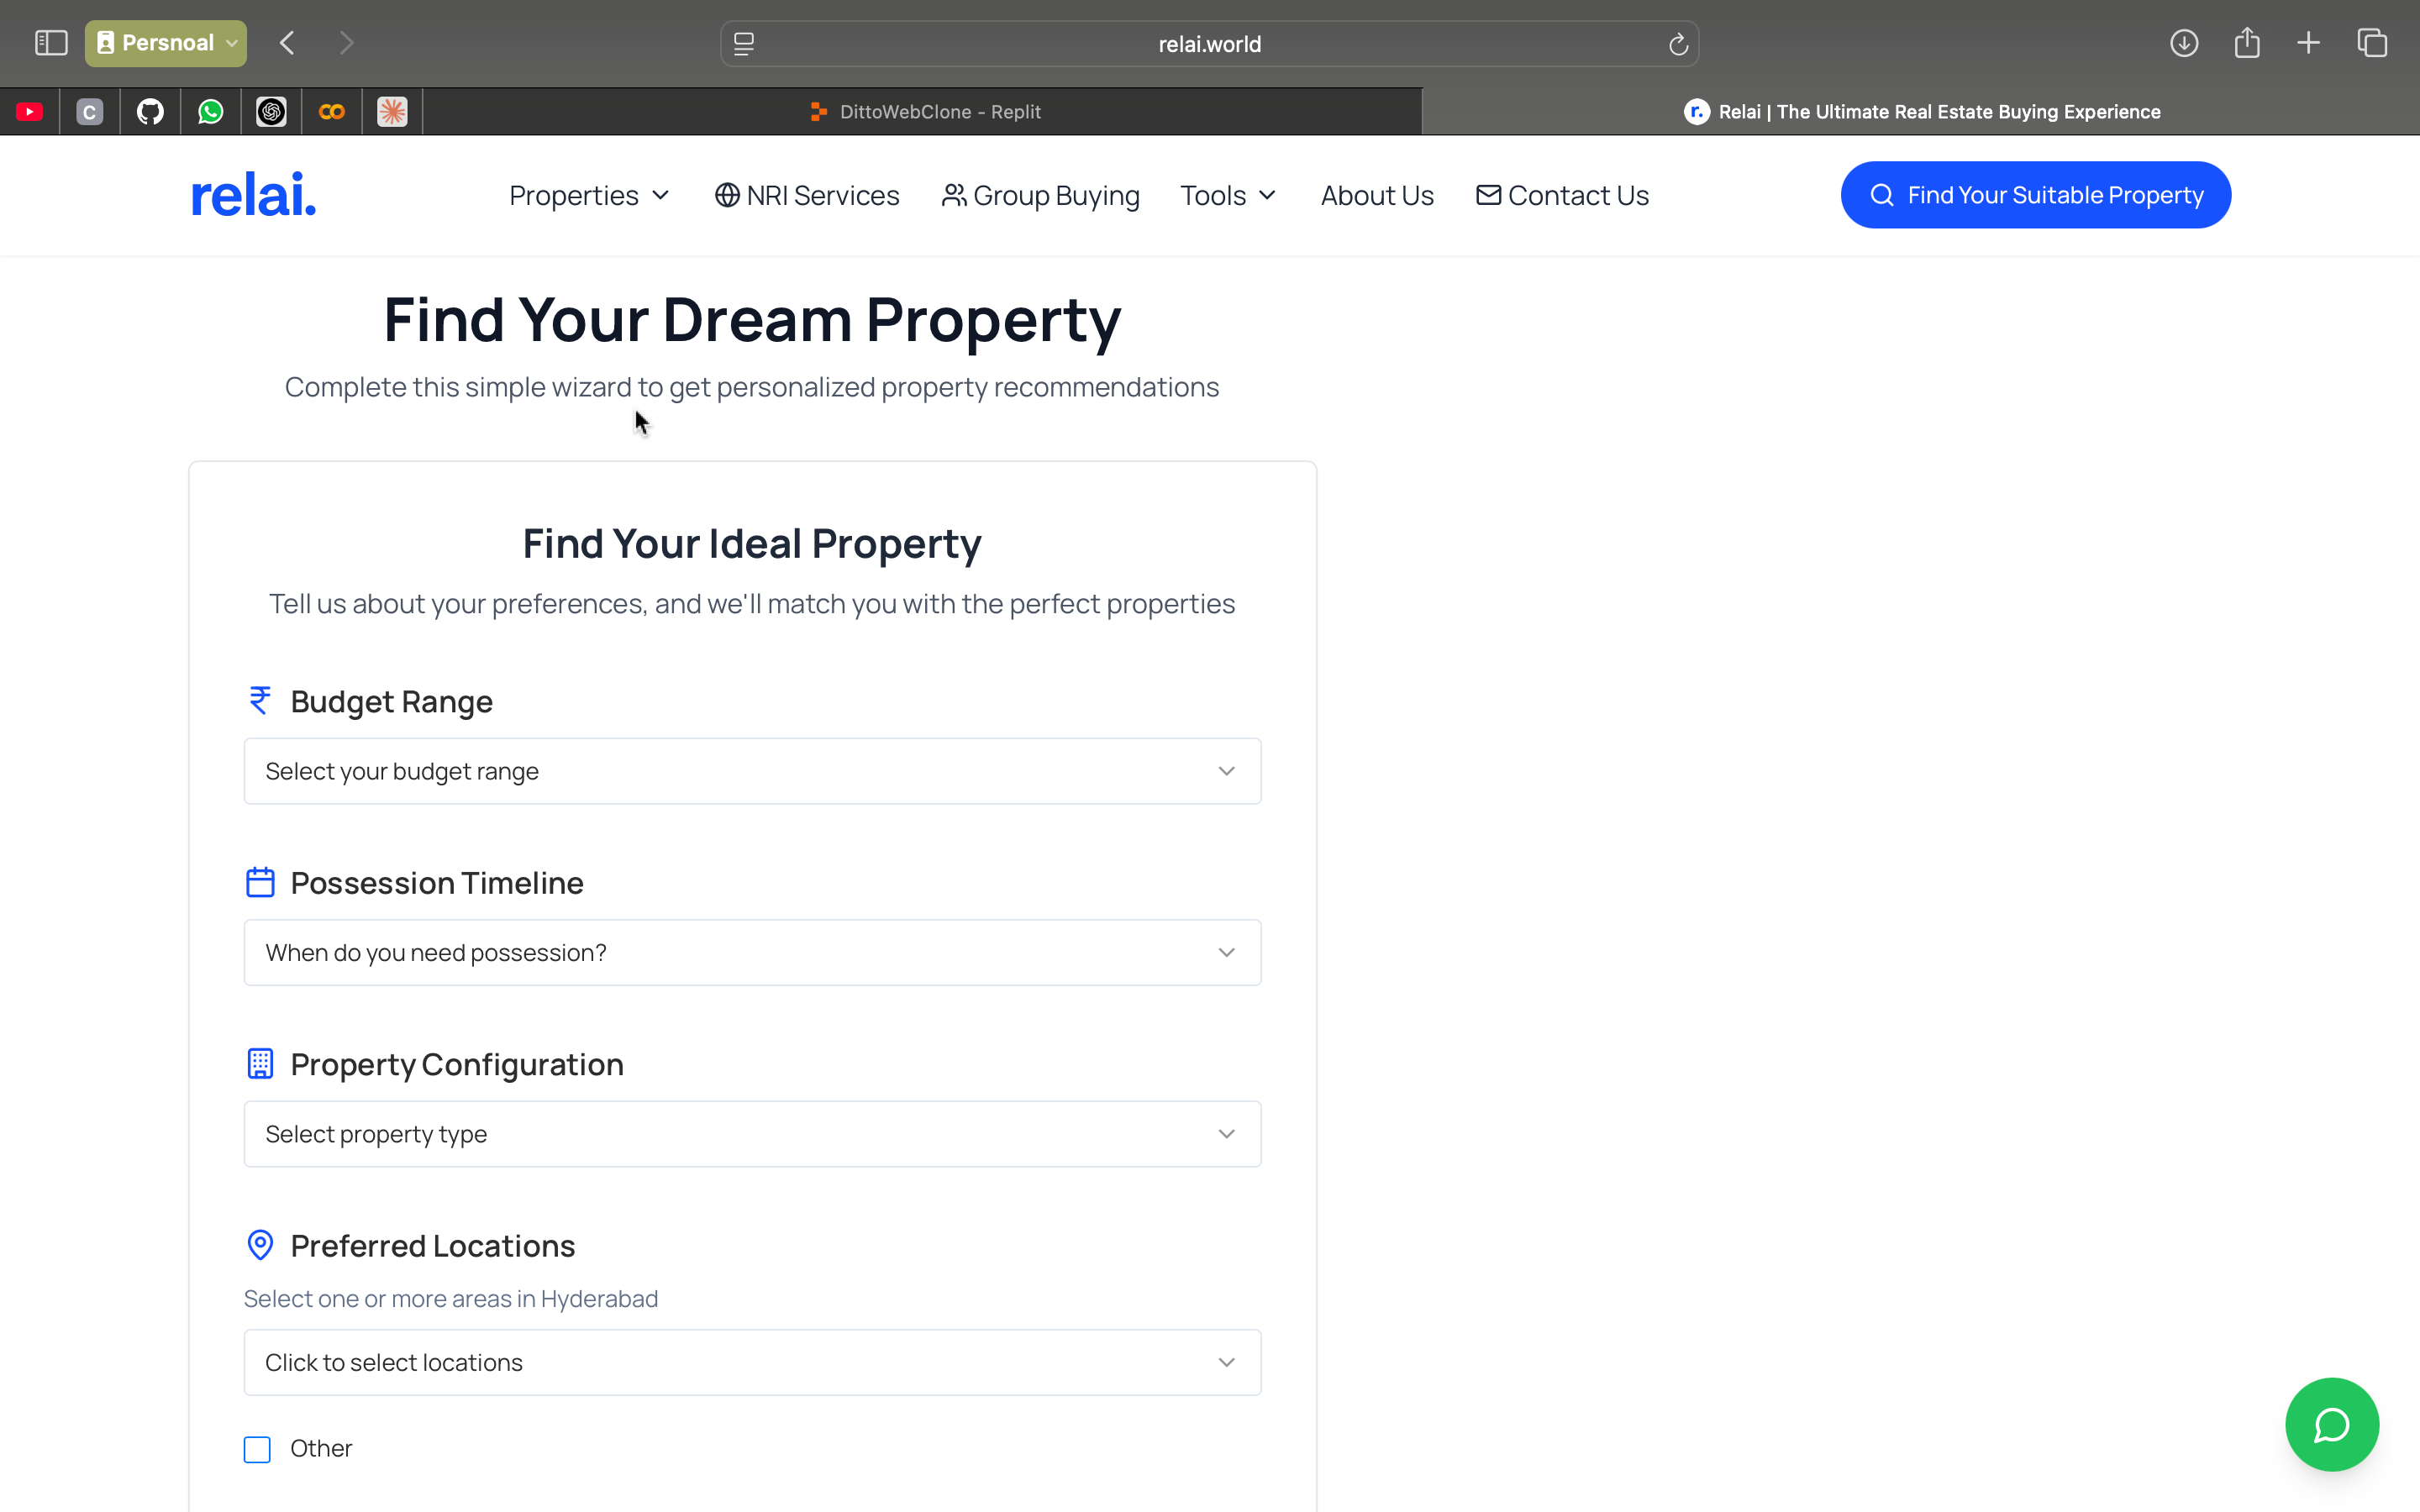 Persnoal
relai.world
C
DittoWebClone - Replit
r. Relai | The Ultimate Real Estate Buying Experience
relai. Properties NRI Services Group Buying Tools About Us Contact Us Find Your Suitable Property
Find Your Dream Property
Complete this simple wizard to get personalized property recommendations
Find Your Ideal Property
Tell us about your preferences, and we'll match you with the perfect properties
₹ Budget Range
Select your budget range
Possession Timeline
When do you need possession?
Property Configuration
Select property type
Preferred Locations
Select one or more areas in Hyderabad
Click to select locations
Other